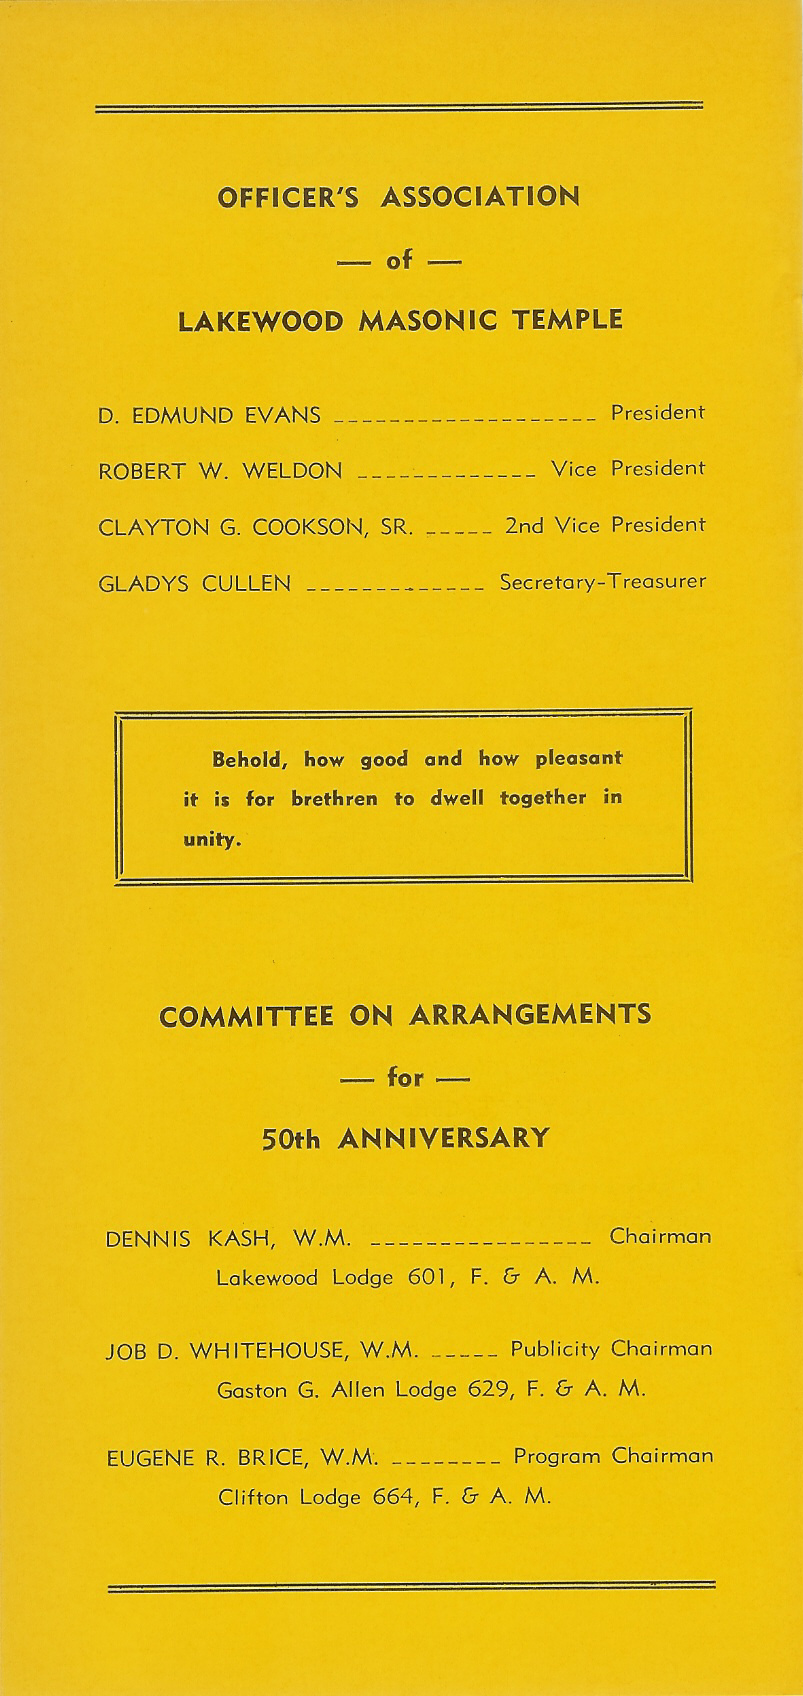 OFFICER'S ASSOCIATION
— of —
LAKEWOOD MASONIC TEMPLE
D. EDMUND EVANS ------------------- President
ROBERT W. WELDON ------------- Vice President
CLAYTON G. COOKSON, SR. ----- 2nd Vice President
GLADYS CULLEN ------------- Secretary-Treasurer
Behold, how good and how pleasant
it is for brethren to dwell together in
unity.
COMMITTEE ON ARRANGEMENTS
— for —
50th ANNIVERSARY
DENNIS KASH, W.M. ---------------- Chairman
Lakewood Lodge 601, F. & A. M.
JOB D. WHITEHOUSE, W.M. ----- Publicity Chairman
Gaston G. Allen Lodge 629, F. & A. M.
EUGENE R. BRICE, W.M. -------- Program Chairman
Clifton Lodge 664, F. & A. M.